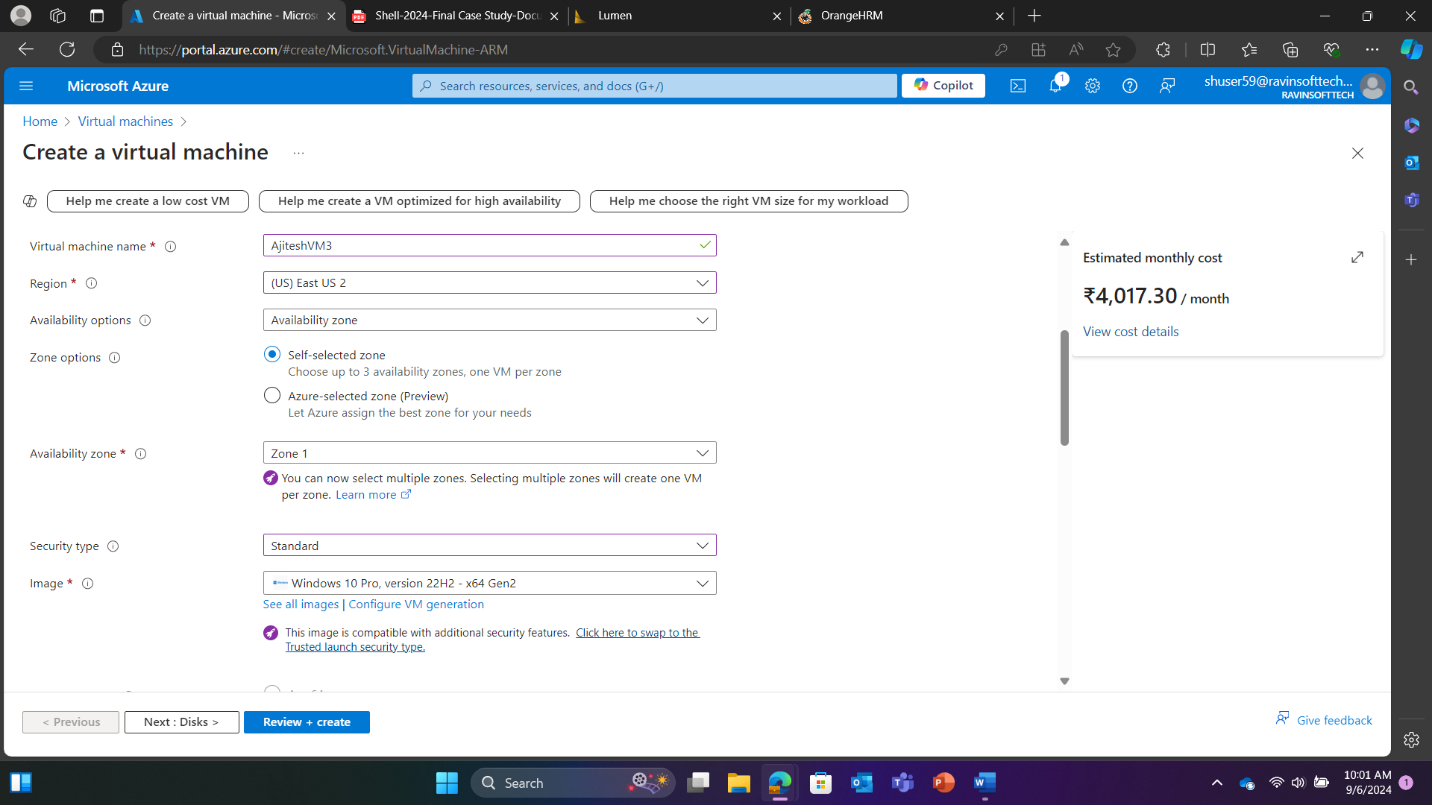 Create a virtual machine - Micros
Shell-2024-Final Case Study-Docu
Lumen
OrangeHRM
https://portal.azure.com/#create/Microsoft.VirtualMachine-ARM
Microsoft Azure
Search resources, services, and docs (G+/)
Copilot
1
shuser59@ravinsofttech...
RAVINSOFTTECH
Home > Virtual machines >
Create a virtual machine ...
Help me create a low cost VM
Help me create a VM optimized for high availability
Help me choose the right VM size for my workload
Virtual machine name *
AjiteshVM3
Region *
(US) East US 2
Availability options
Availability zone
Zone options
Self-selected zone
Choose up to 3 availability zones, one VM per zone
Azure-selected zone (Preview)
Let Azure assign the best zone for your needs
Availability zone *
Zone 1
You can now select multiple zones. Selecting multiple zones will create one VM
per zone. Learn more
Security type
Standard
Image *
Windows 10 Pro, version 22H2 - x64 Gen2
See all images | Configure VM generation
This image is compatible with additional security features. Click here to swap to the
Trusted launch security type.
Estimated monthly cost
₹4,017.30 / month
View cost details
< Previous
Next : Disks >
Review + create
Give feedback
Search
10:01 AM
9/6/2024
1